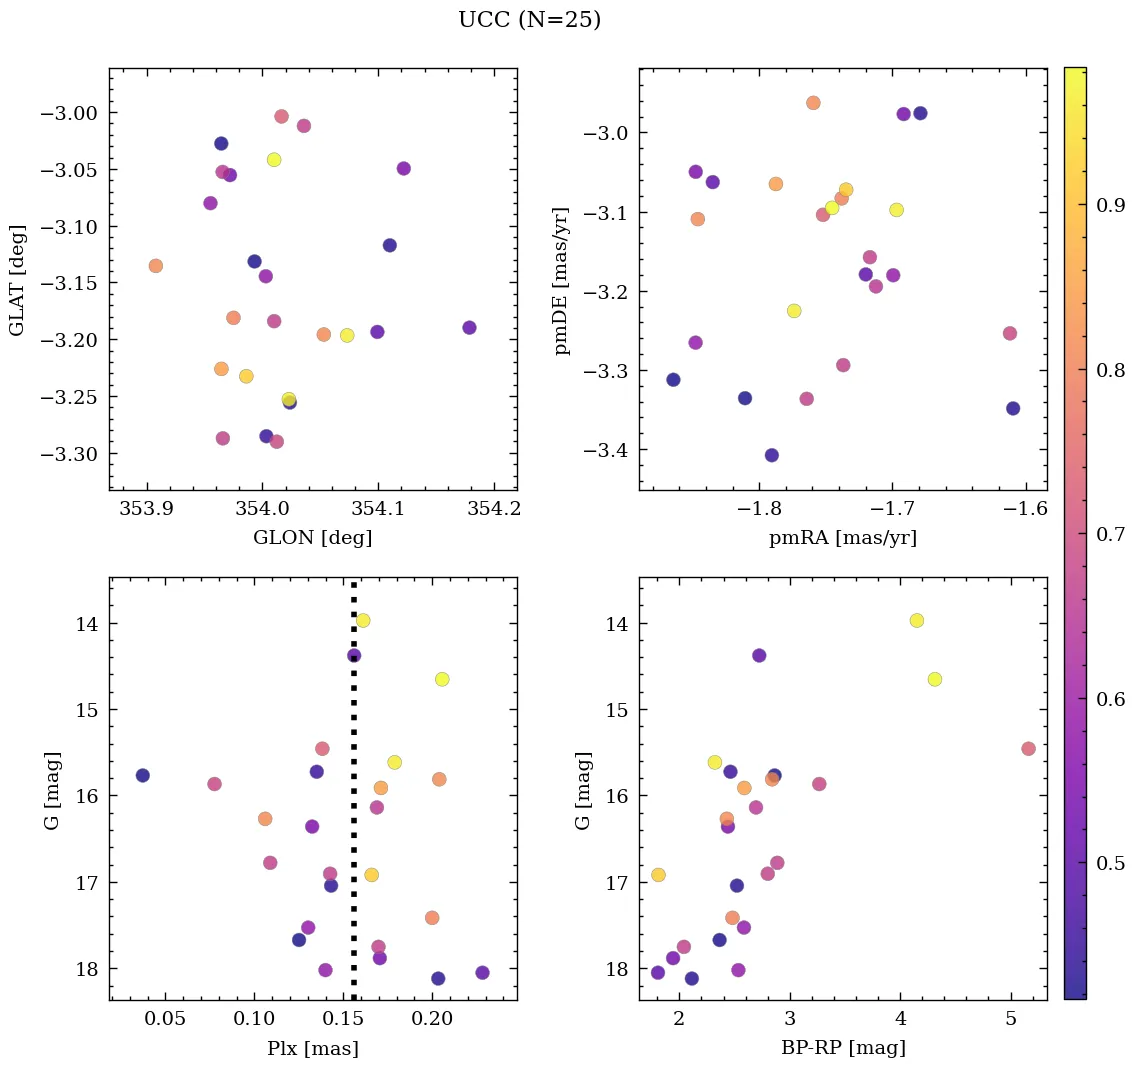 UCC (N=25)
−3.00
−3.05
−3.10
−3.15
−3.20
−3.25
−3.30
GLAT [deg]
353.9 354.0 354.1 354.2
GLON [deg]
−3.0
−3.1
−3.2
−3.3
−3.4
pmDE [mas/yr]
−1.8 −1.7 −1.6
pmRA [mas/yr]
14
15
16
17
18
G [mag]
0.05 0.10 0.15 0.20
Plx [mas]
14
15
16
17
18
G [mag]
2 3 4 5
BP-RP [mag]
0.9
0.8
0.7
0.6
0.5